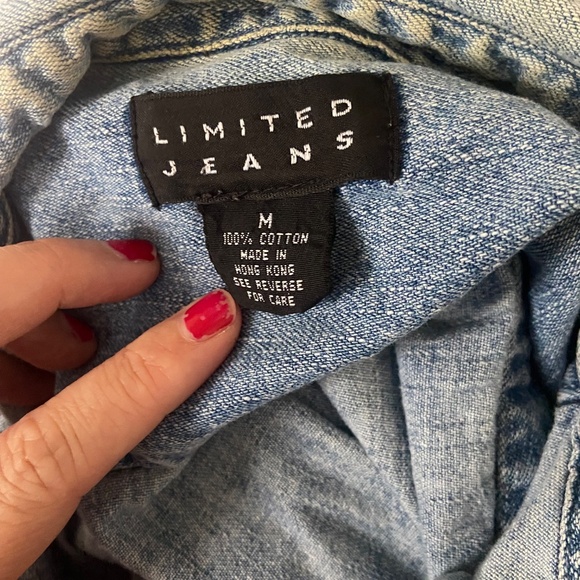 LIMITED
JEANS
M
100% COTTON
MADE IN
HONG KONG
SEE REVERSE
FOR CARE